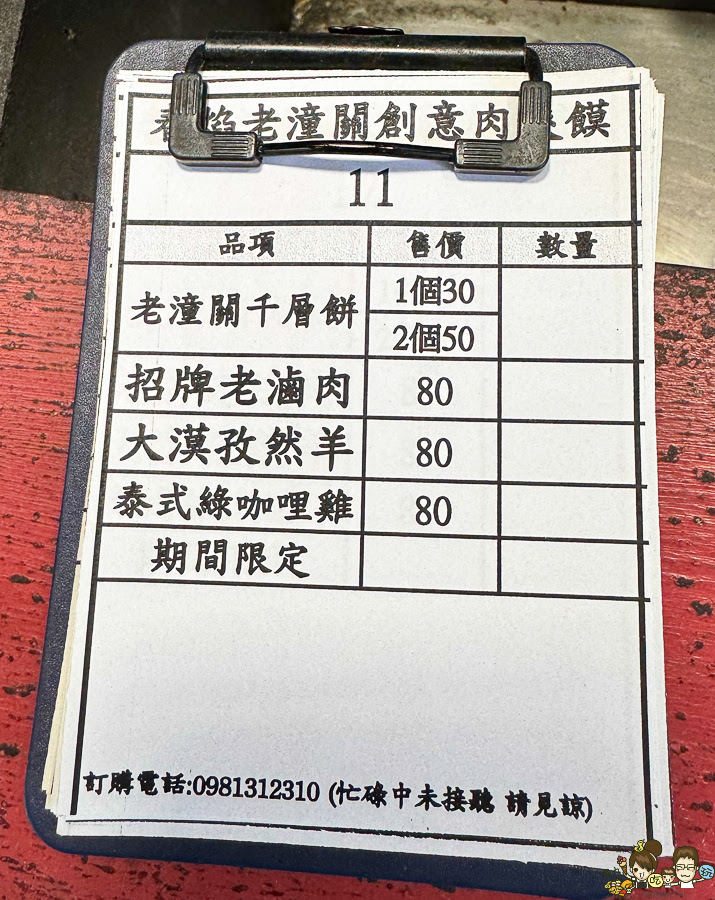 老潼關創意肉 饃
11
品項 售價 數量
老潼關千層餅 1個30
2個50
招牌老滷肉 80
大漠孜然羊 80
泰式綠咖哩雞 80
期間限定
訂購電話:0981312310 (忙碌中未接聽 請見諒)